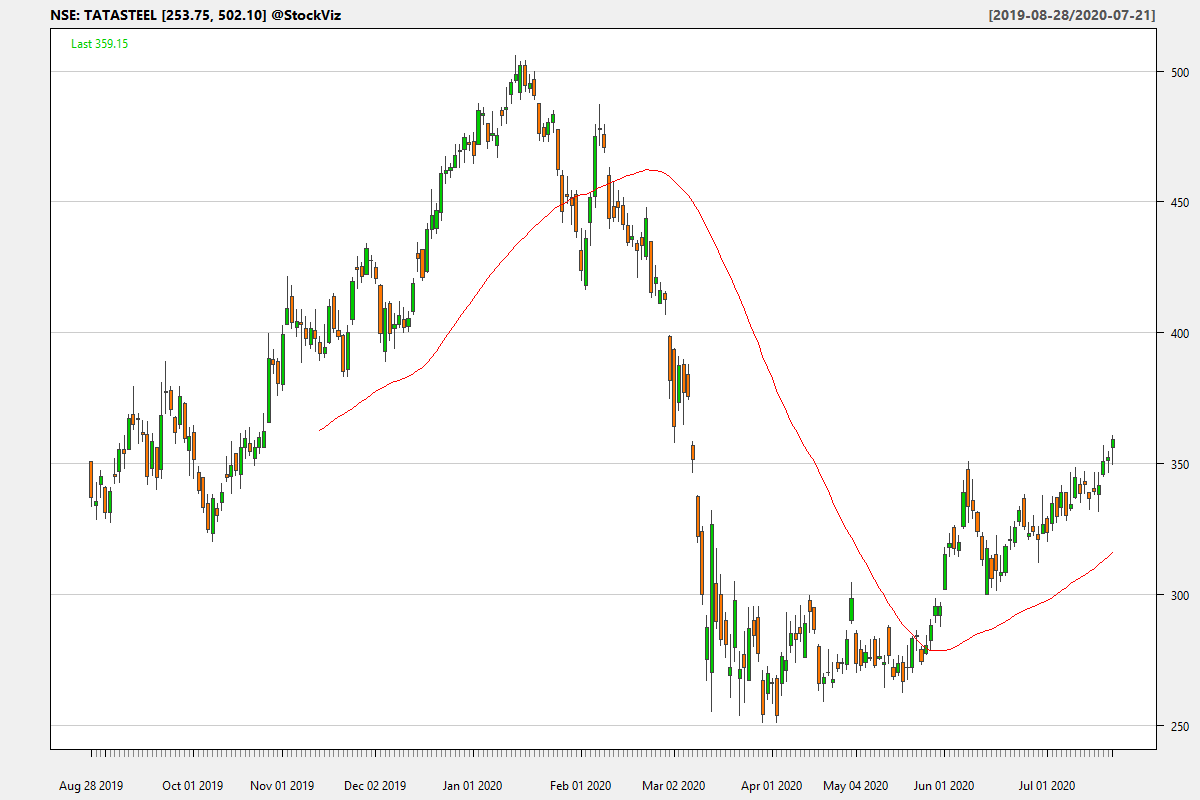 NSE: TATASTEEL [253.75, 502.10] @StockViz
[2019-08-28/2020-07-21]
Last 359.15
500
450
400
350
300
250
Aug 28 2019
Oct 01 2019
Nov 01 2019
Dec 02 2019
Jan 01 2020
Feb 01 2020
Mar 02 2020
Apr 01 2020
May 04 2020
Jun 01 2020
Jul 01 2020